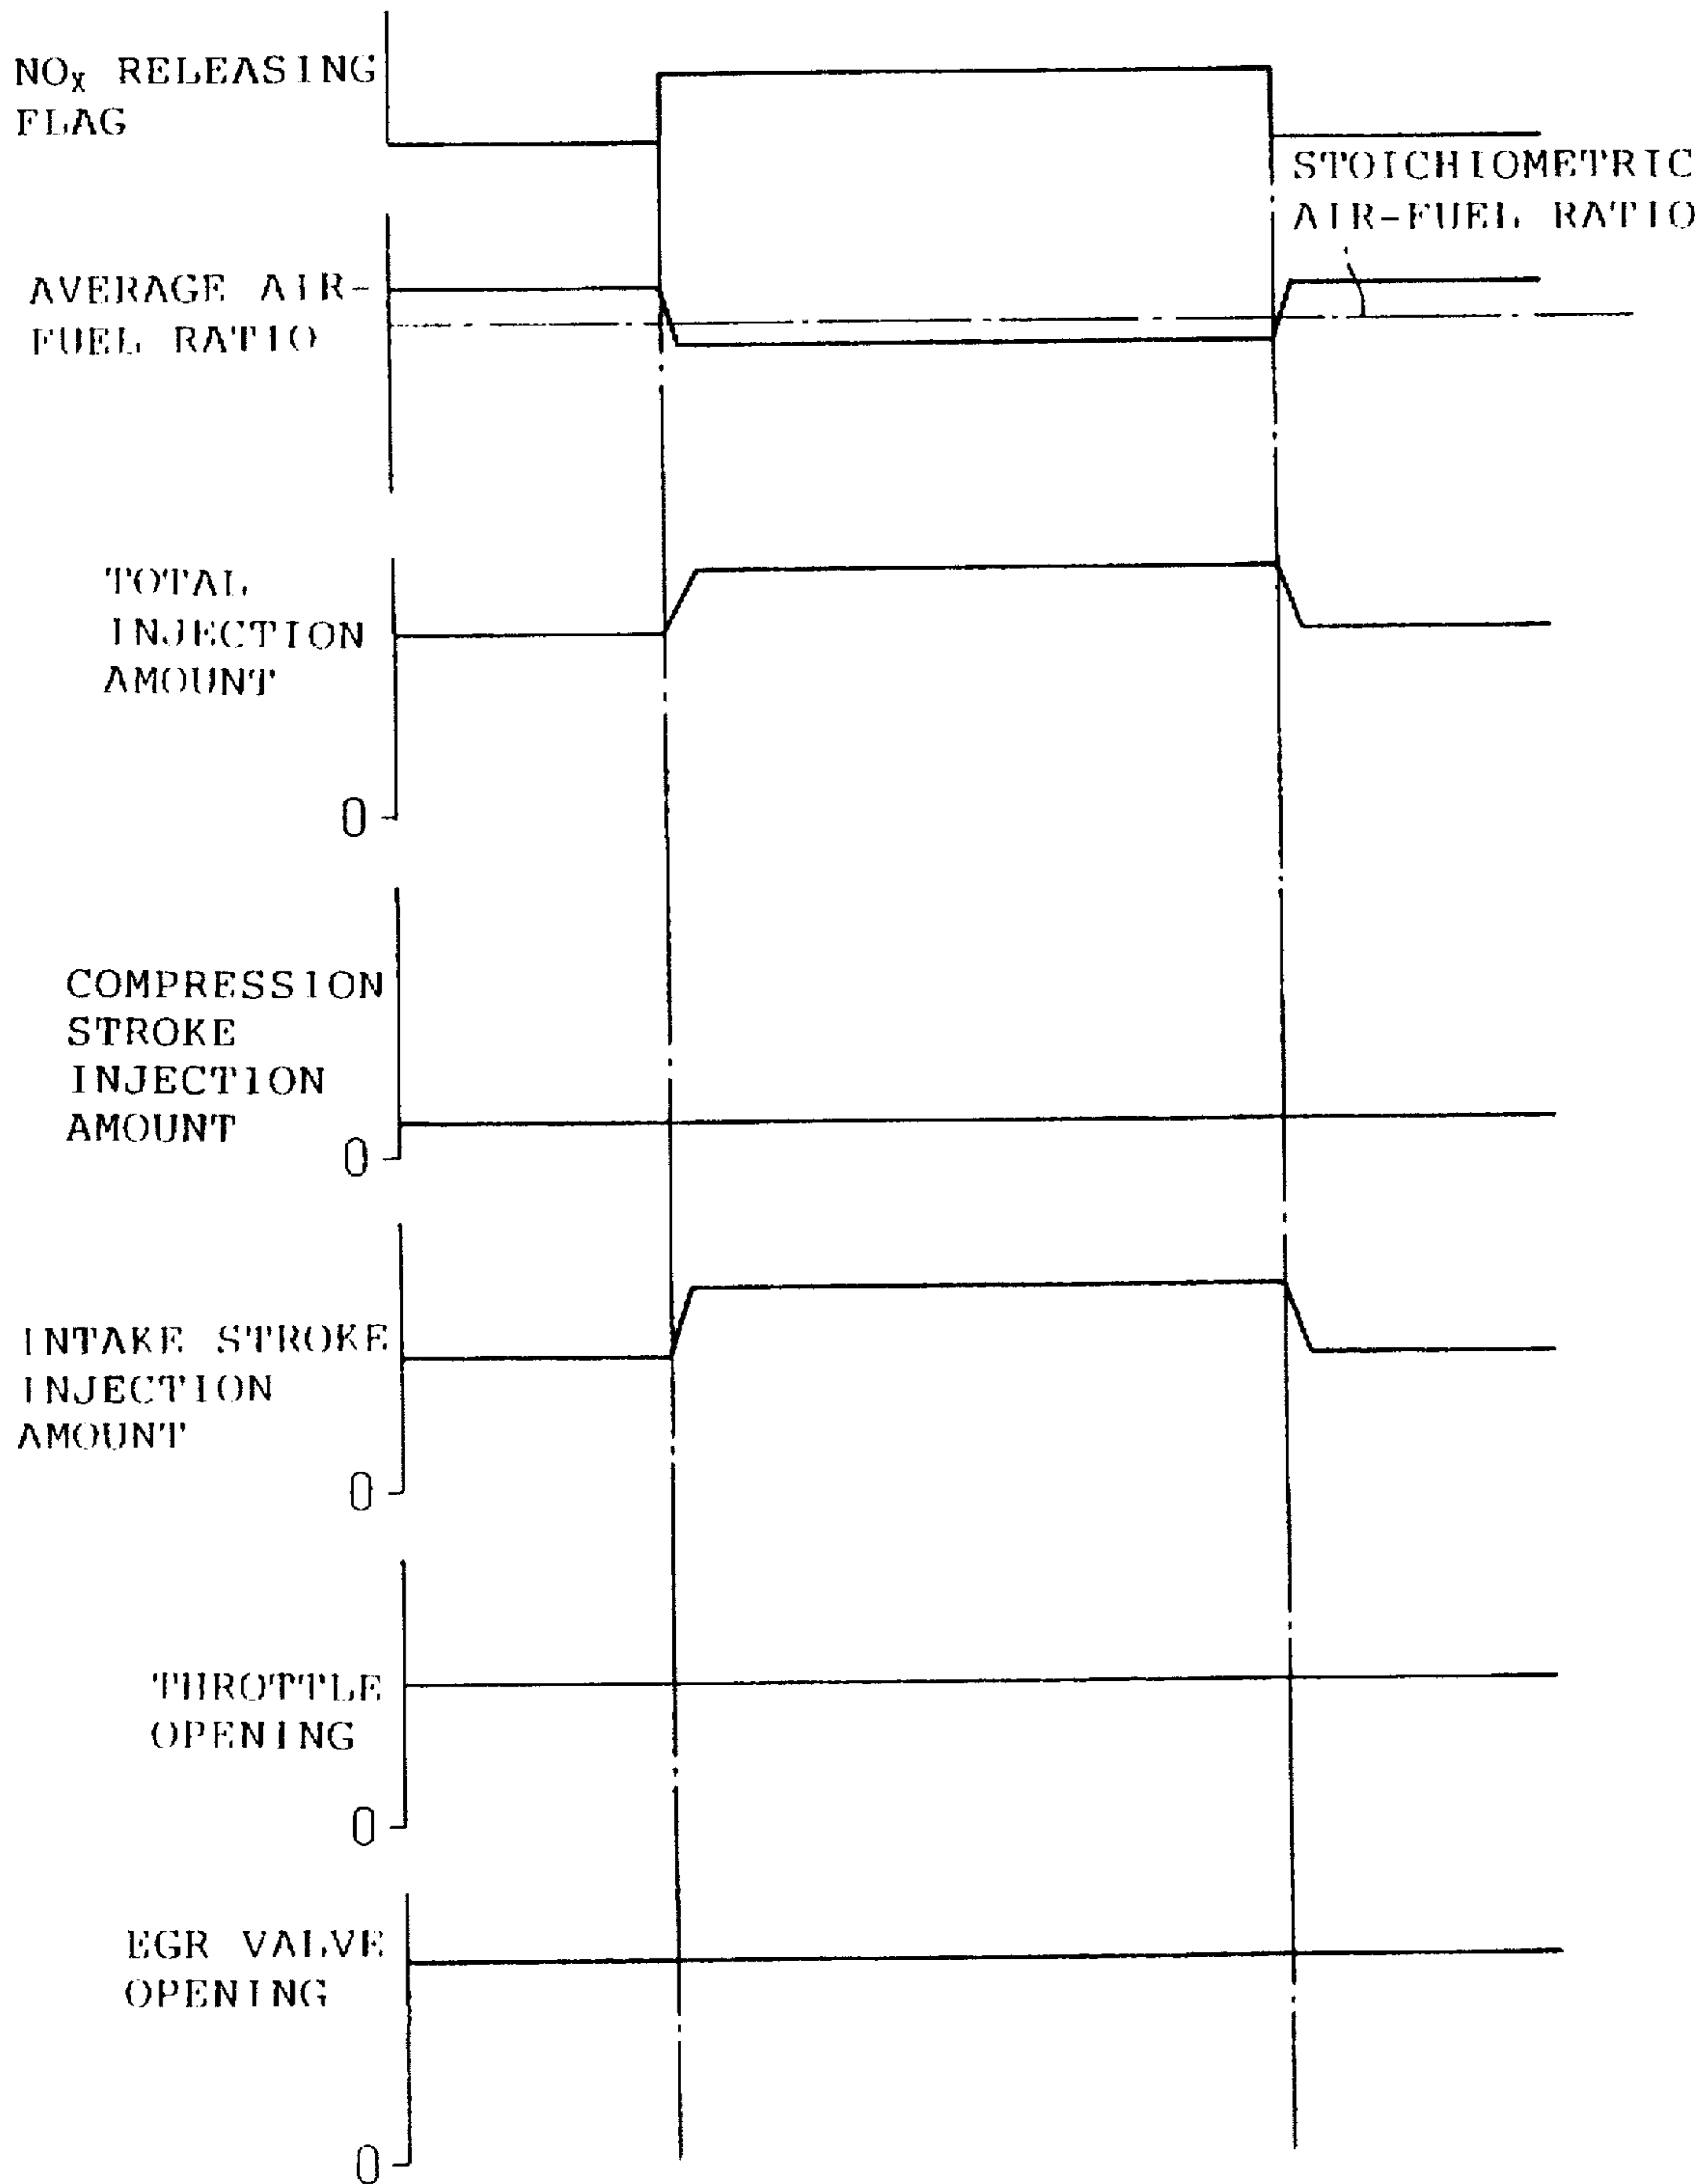 NOx RELEASING
FLAG
STOICHIOMETRIC
AIR-FUEL RATIO
AVERAGE AIR-
FUEL RATIO
TOTAL
INJECTION
AMOUNT
0
COMPRESSION
STROKE
INJECTION
AMOUNT
0
INTAKE STROKE
INJECTION
AMOUNT
0
THROTTLE
OPENING
0
EGR VALVE
OPENING
0